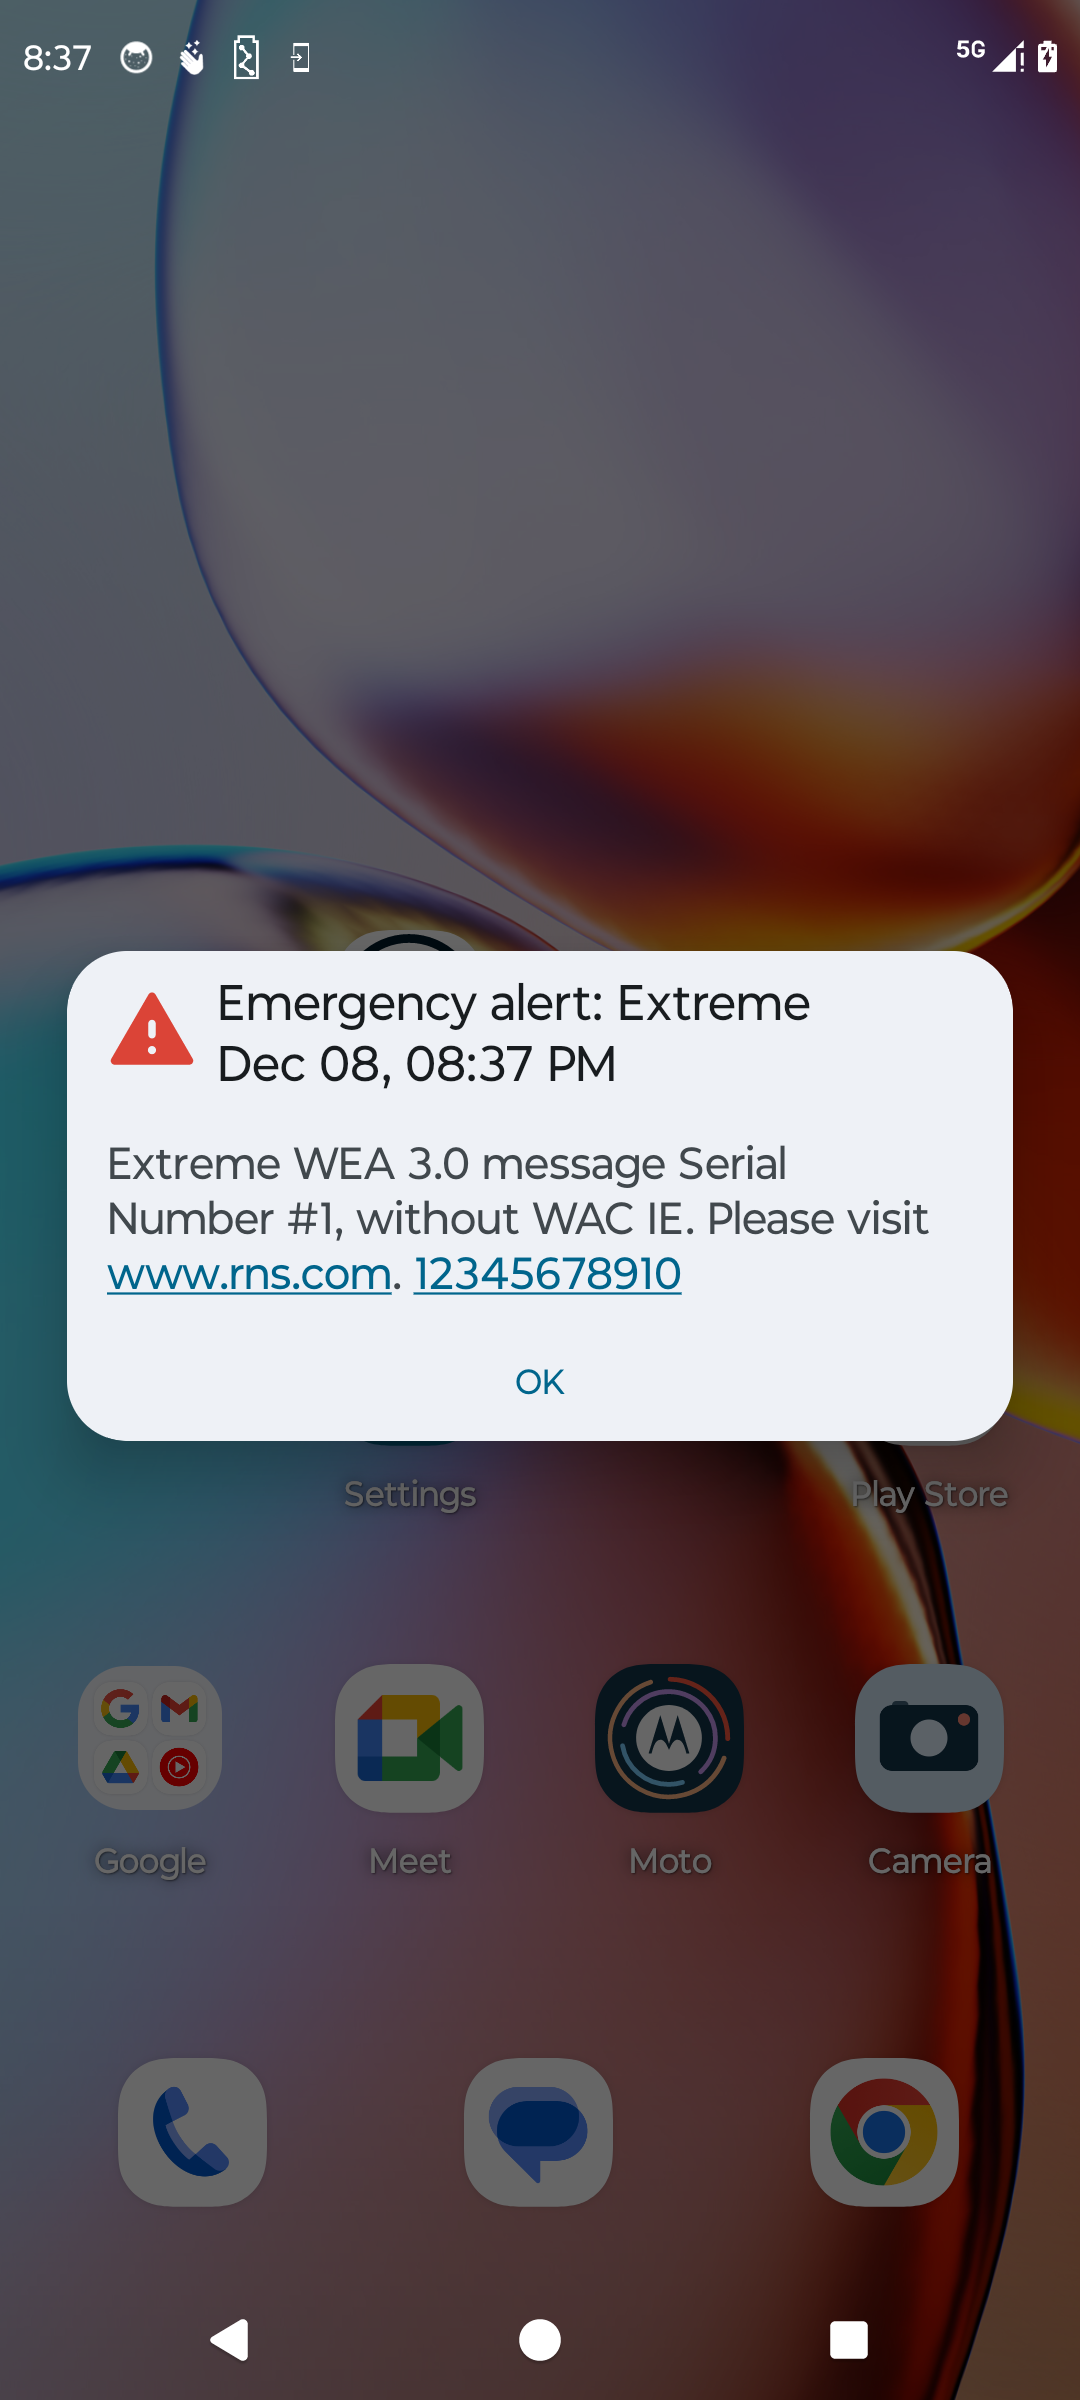 8:37
5G
Emergency alert: Extreme
Dec 08, 08:37 PM
Extreme WEA 3.0 message Serial
Number #1, without WAC IE. Please visit
www.rns.com. 12345678910
OK
Settings
Play Store
Google
Meet
Moto
Camera